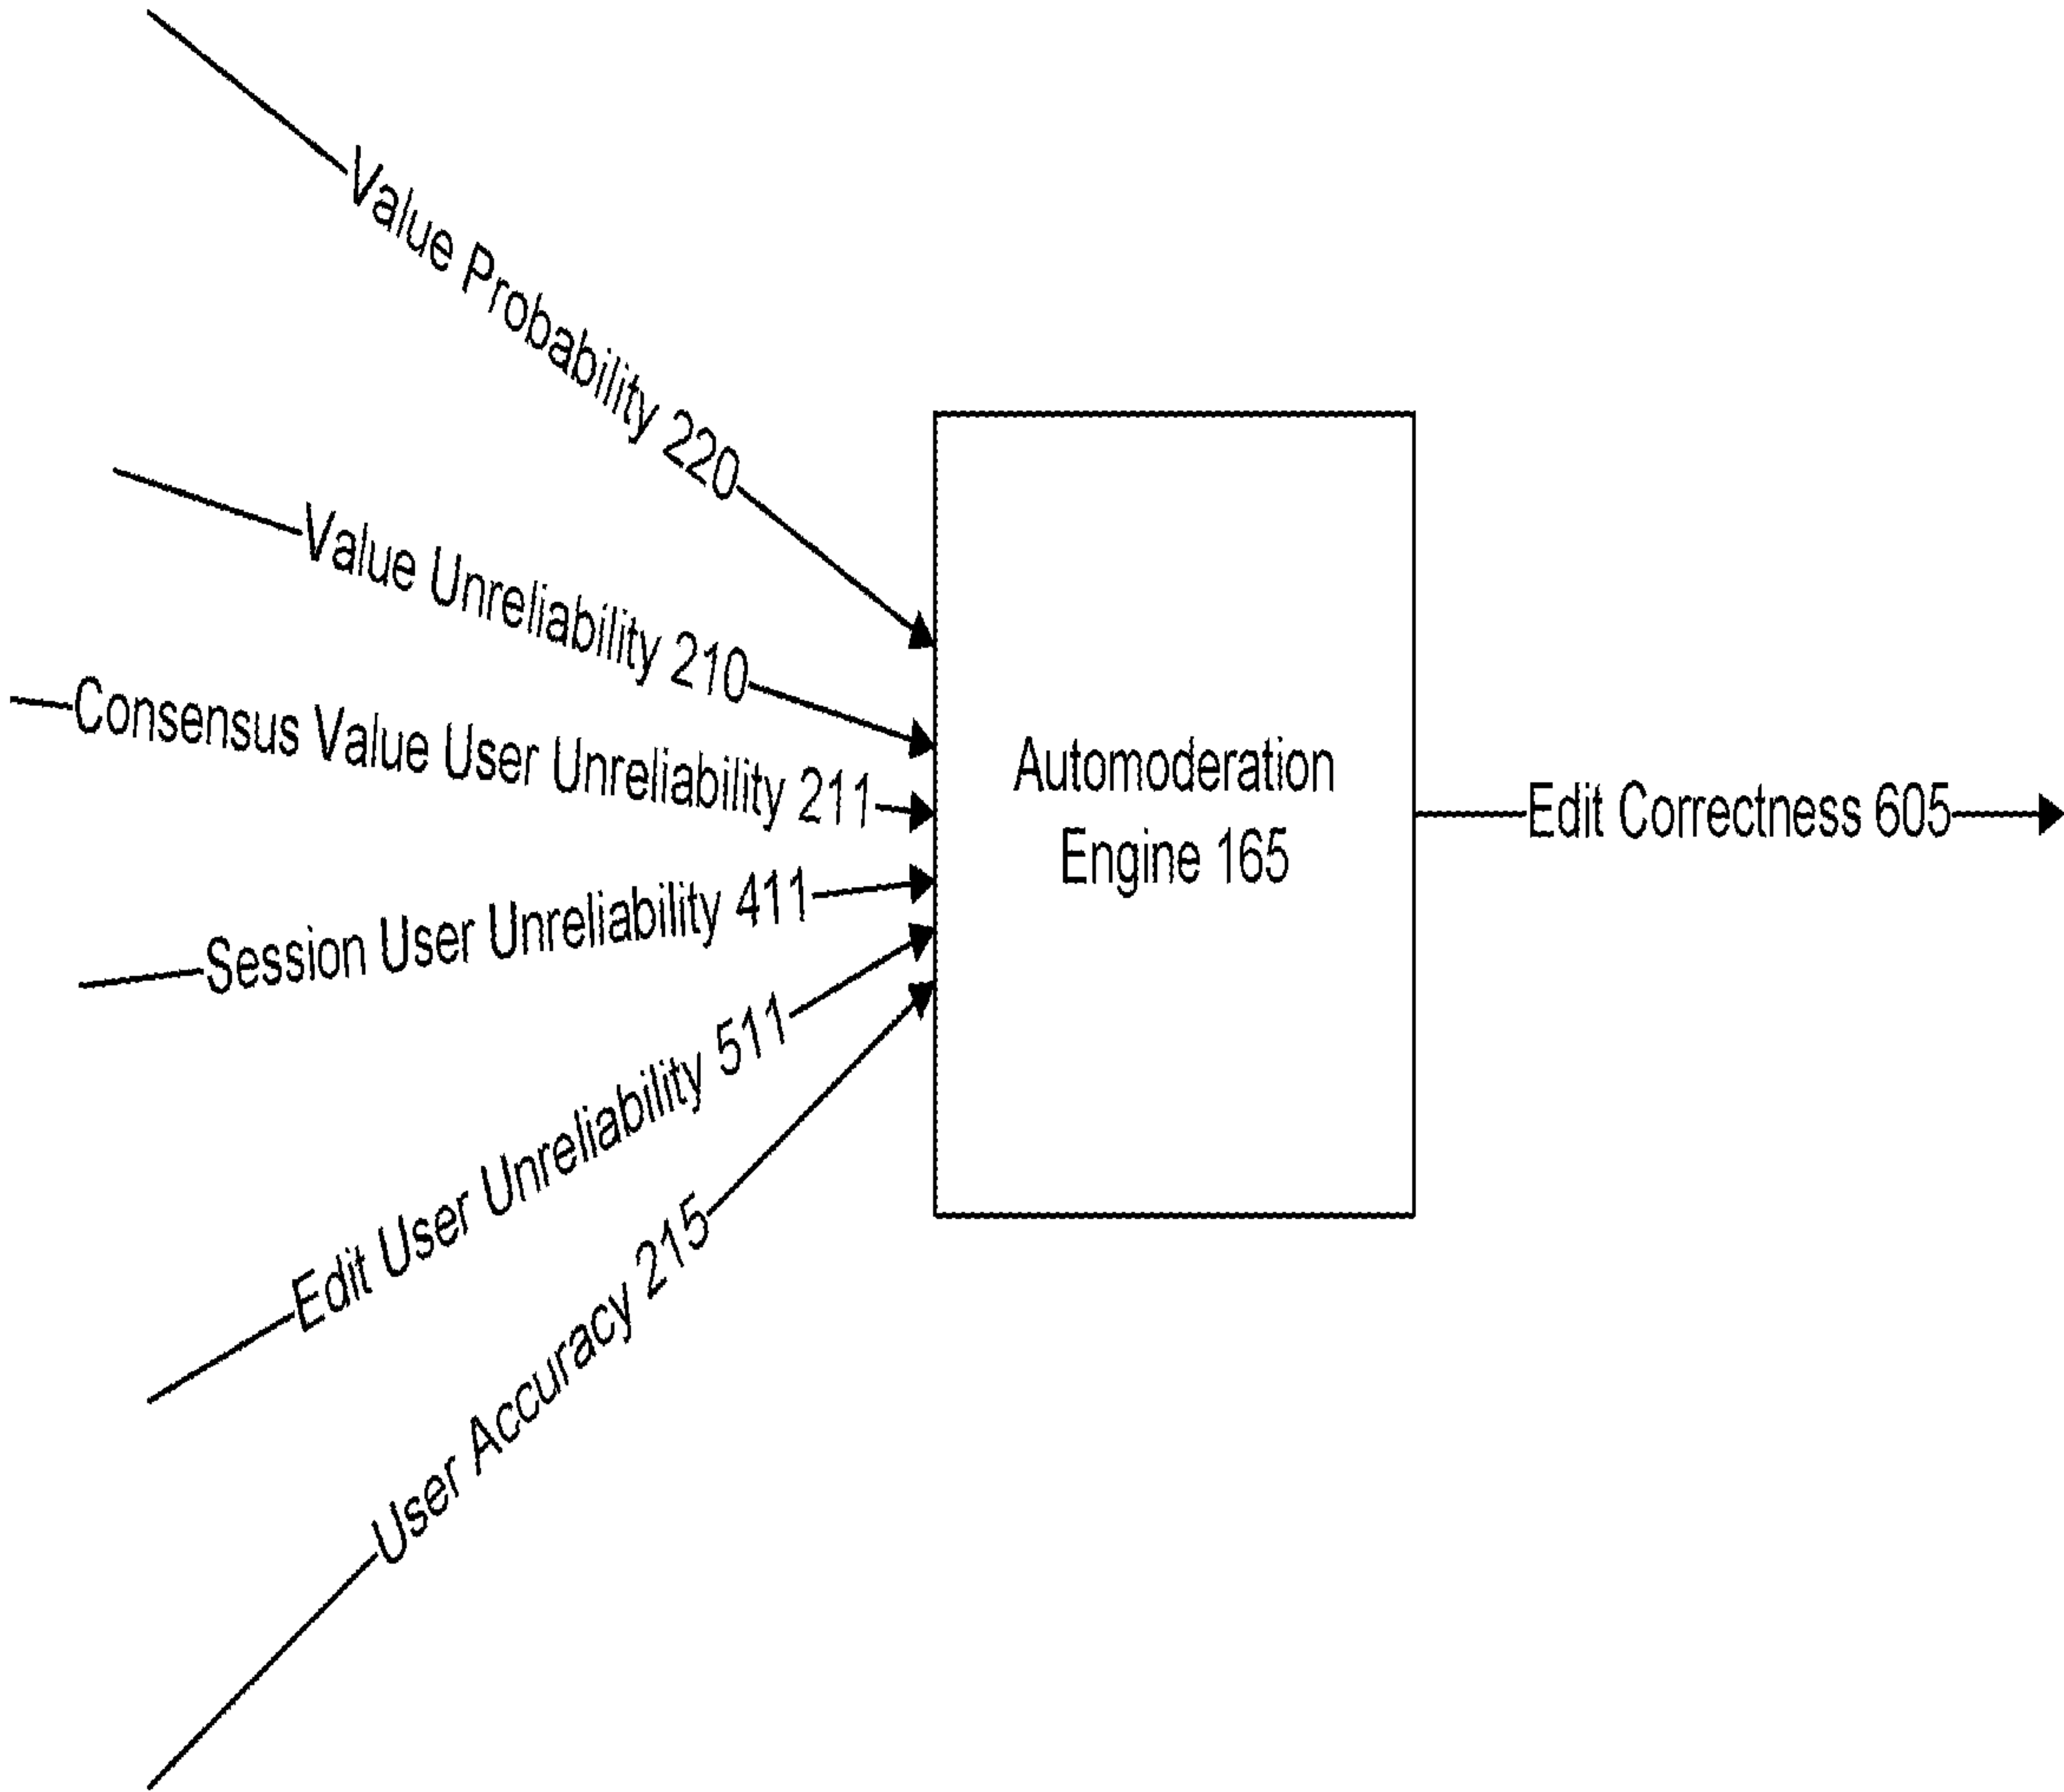 Value Probability 220
Value Unreliability 210
Consensus Value User Unreliability 211
Session User Unreliability 411
Edit User Unreliability 511
User Accuracy 215
Automoderation
Engine 165
Edit Correctness 605